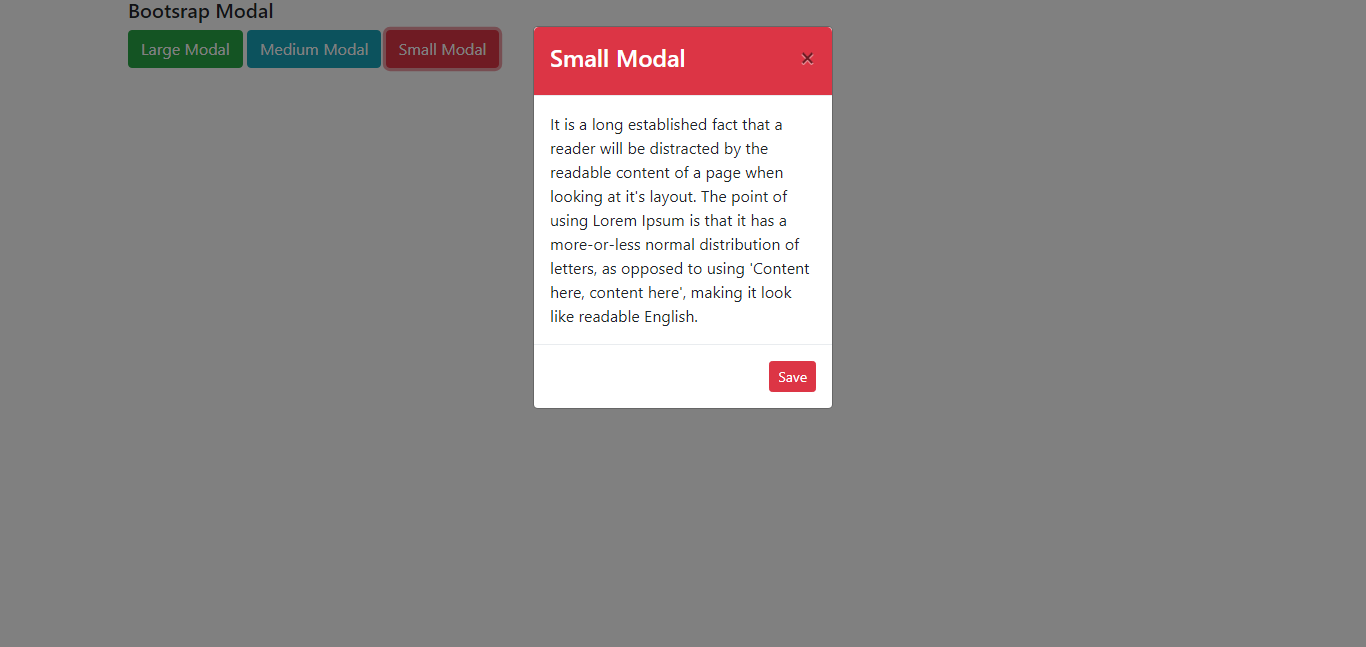 Bootsrap Modal
Large Modal Medium Modal Small Modal
Small Modal ×
It is a long established fact that a
reader will be distracted by the
readable content of a page when
looking at it's layout. The point of
using Lorem Ipsum is that it has a
more-or-less normal distribution of
letters, as opposed to using 'Content
here, content here', making it look
like readable English.
Save